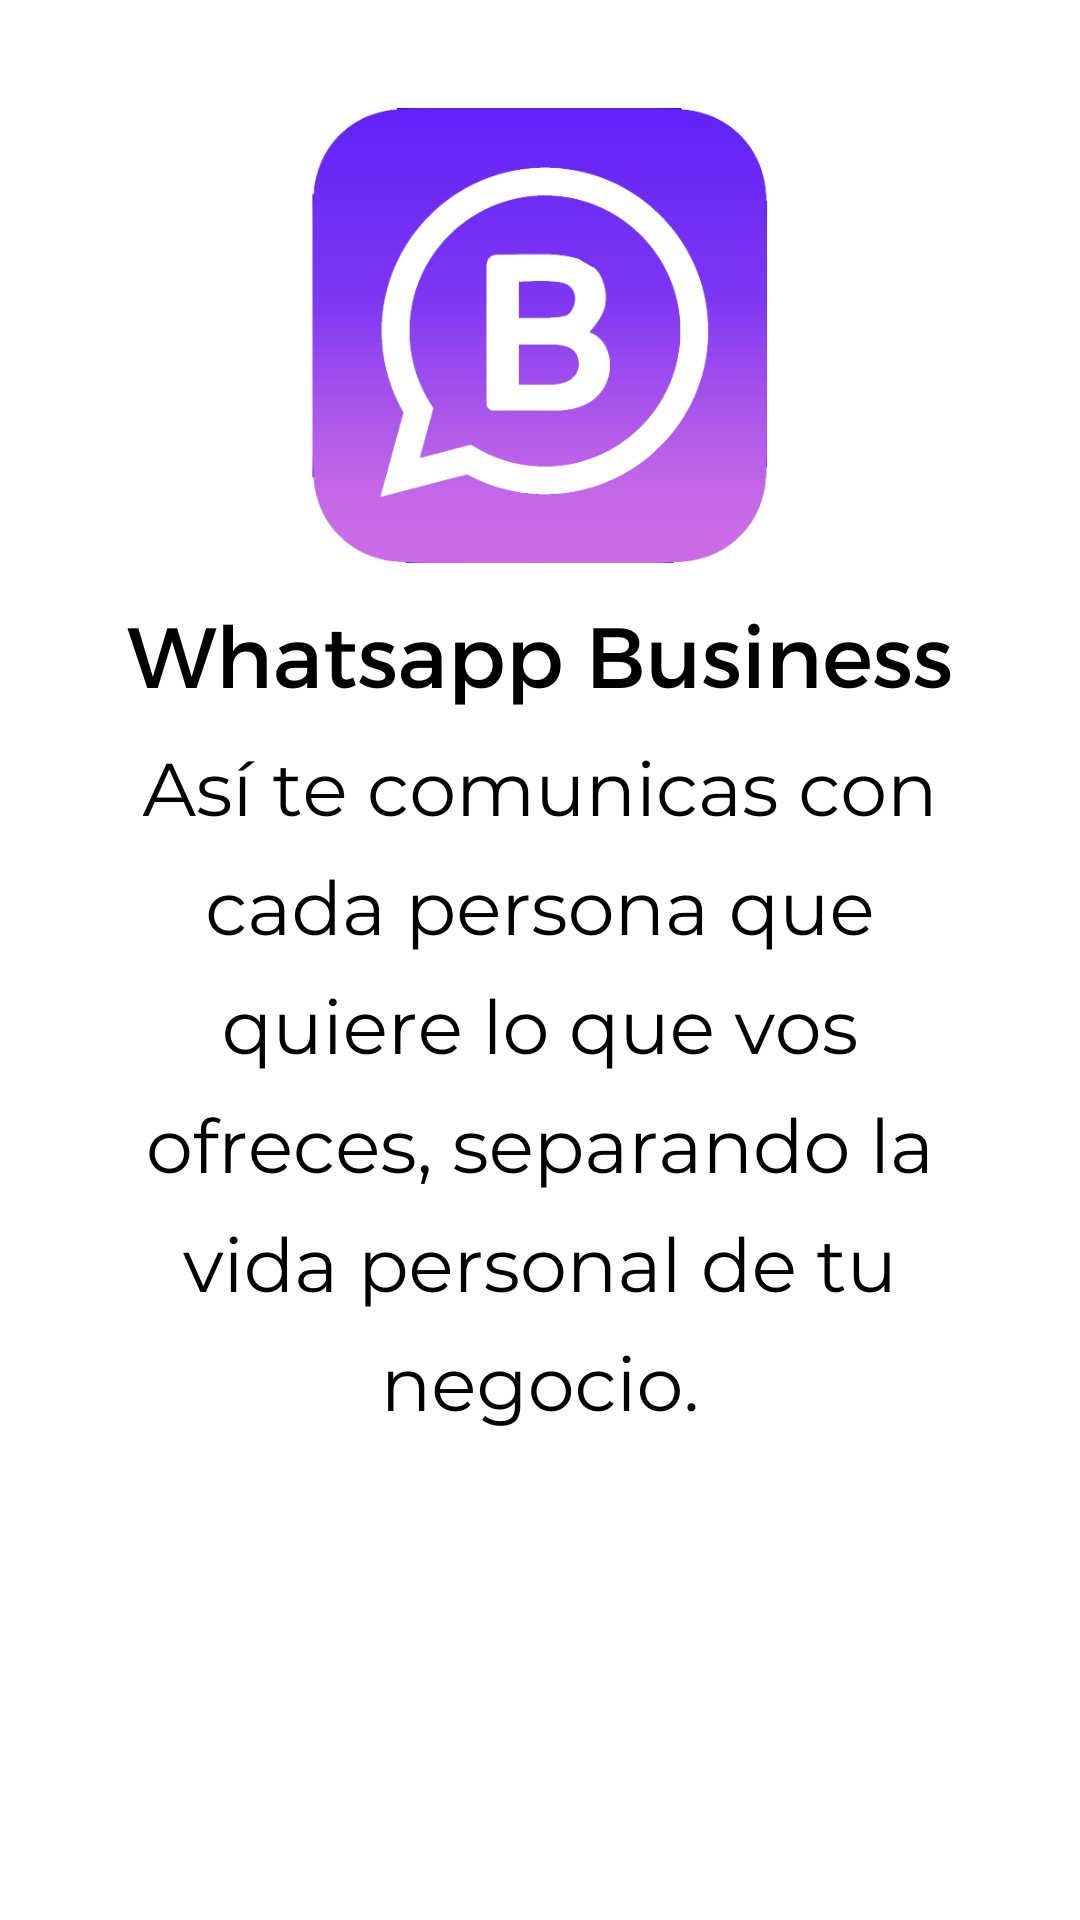 B
Whatsapp Business
Así te comunicas con
cada persona que
quiere lo que vos
ofreces, separando la
vida personal de tu
negocio.